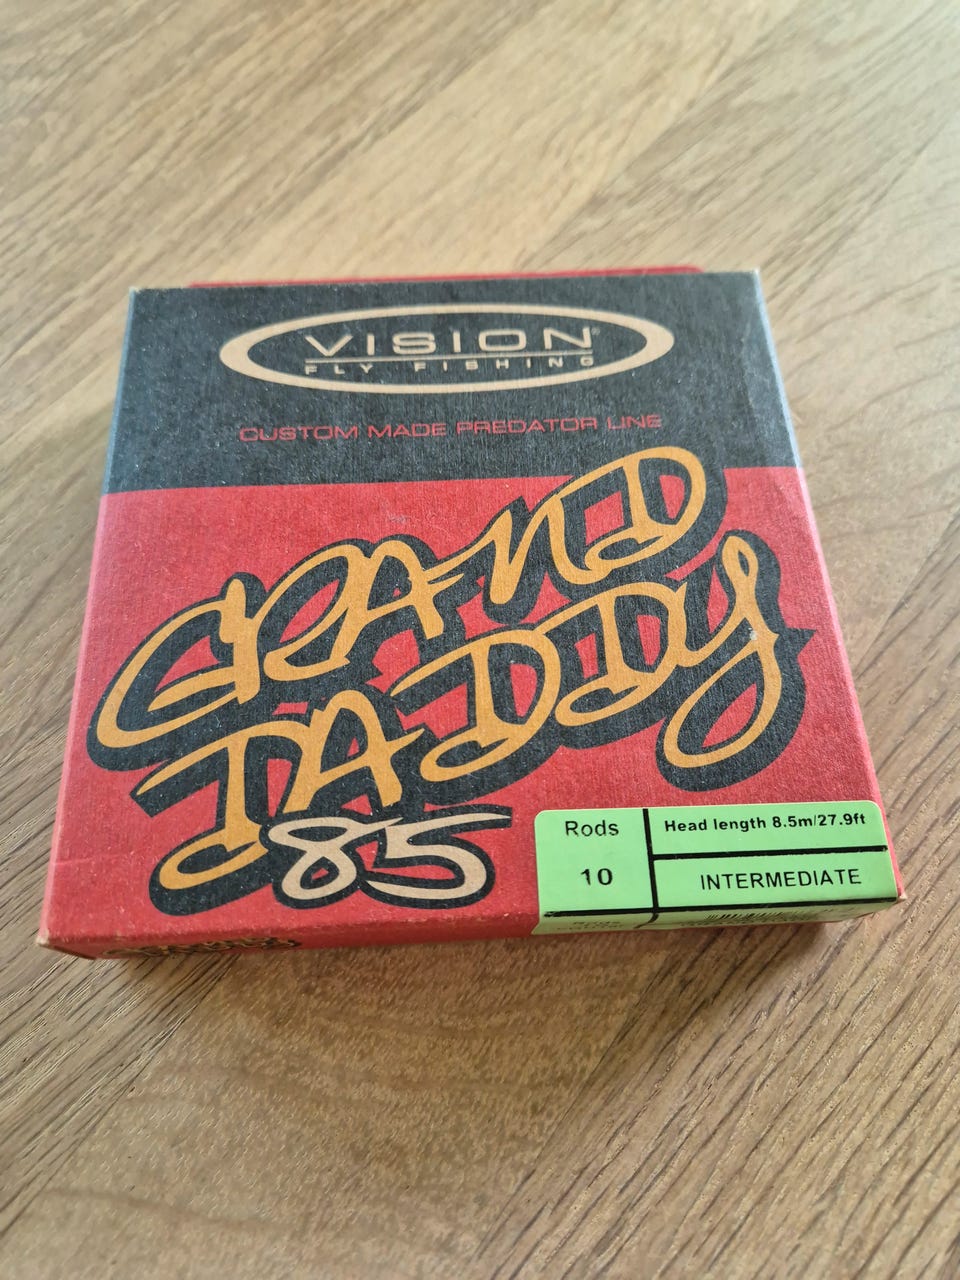 VISION®
FLY FISHING
CUSTOM MADE PREDATOR LINE
GRAND
DADDY
85
Rods
10
Head length 8.5m/27.9ft
INTERMEDIATE